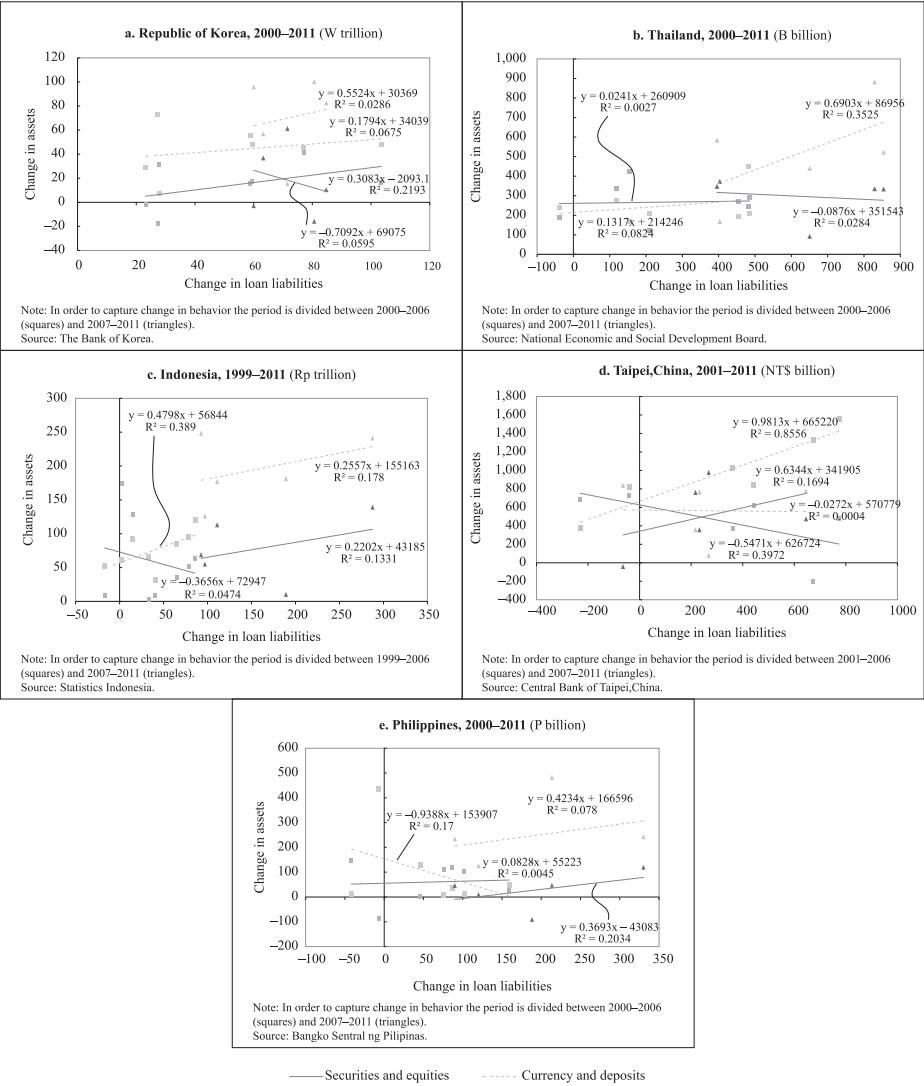 a. Republic of Korea, 2000–2011 (W trillion)
Change in assets
120
100
80
60
40
20
0
–20
–40
y = 0.5524x + 30369
R² = 0.0286
y = 0.1794x + 34039
R² = 0.0675
y = 0.3083x – 2093.1
R² = 0.2193
y = –0.7092x + 69075
R² = 0.0595
0 20 40 60 80 100 120
Change in loan liabilities
Note: In order to capture change in behavior the period is divided between 2000–2006
(squares) and 2007–2011 (triangles).
Source: The Bank of Korea.
b. Thailand, 2000–2011 (B billion)
Change in assets
1,000
900
800
700
600
500
400
300
200
100
0
y = 0.0241x + 260909
R² = 0.0027
y = 0.6903x + 86956
R² = 0.3525
y = 0.1317x + 214246
R² = 0.0824
y = –0.0876x + 351543
R² = 0.0284
–100 0 100 200 300 400 500 600 700 800 900
Change in loan liabilities
Note: In order to capture change in behavior the period is divided between 2000–2006
(squares) and 2007–2011 (triangles).
Source: National Economic and Social Development Board.
c. Indonesia, 1999–2011 (Rp trillion)
Change in assets
300
250
200
150
100
50
0
y = 0.4798x + 56844
R² = 0.389
y = 0.2557x + 155163
R² = 0.178
y = 0.2202x + 43185
R² = 0.1331
y = –0.3656x + 72947
R² = 0.0474
–50 0 50 100 150 200 250 300 350
Change in loan liabilities
Note: In order to capture change in behavior the period is divided between 1999–2006
(squares) and 2007–2011 (triangles).
Source: Statistics Indonesia.
d. Taipei,China, 2001–2011 (NT$ billion)
Change in assets
1,800
1,600
1,400
1,200
1,000
800
600
400
200
0
–200
–400
y = 0.9813x + 665220
R² = 0.8556
y = 0.6344x + 341905
R² = 0.1694
y = –0.0272x + 570779
R² = 0.0004
y = –0.5471x + 626724
R² = 0.3972
–400 –200 0 200 400 600 800 1000
Change in loan liabilities
Note: In order to capture change in behavior the period is divided between 2001–2006
(squares) and 2007–2011 (triangles).
Source: Central Bank of Taipei,China.
e. Philippines, 2000–2011 (P billion)
Change in assets
600
500
400
300
200
100
0
–100
–200
y = –0.9388x + 153907
R² = 0.17
y = 0.4234x + 166596
R² = 0.078
y = 0.0828x + 55223
R² = 0.0045
y = 0.3693x – 43083
R² = 0.2034
–100 –50 0 50 100 150 200 250 300 350
Change in loan liabilities
Note: In order to capture change in behavior the period is divided between 2000–2006
(squares) and 2007–2011 (triangles).
Source: Bangko Sentral ng Pilipinas.
Securities and equities Currency and deposits